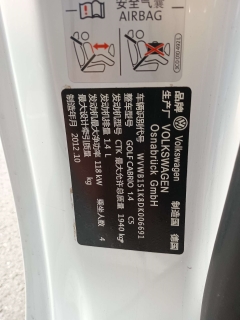 安全气囊
AIRBAG
品牌 Volkswagen 制造国 德国
生产厂 VOLKSWAGEN
Osnabrück GmbH
车辆识别代号 WVWB151K8DK006691
整车型号 GOLF CABRIO 1.4 CS
发动机型号 CTK 最大允许总质量 1940 kg
发动机排量 1.4 L 乘坐人数 4
发动机最大净功率 118 kW
最大设计牵引质量 kg
制造年月 2012.10